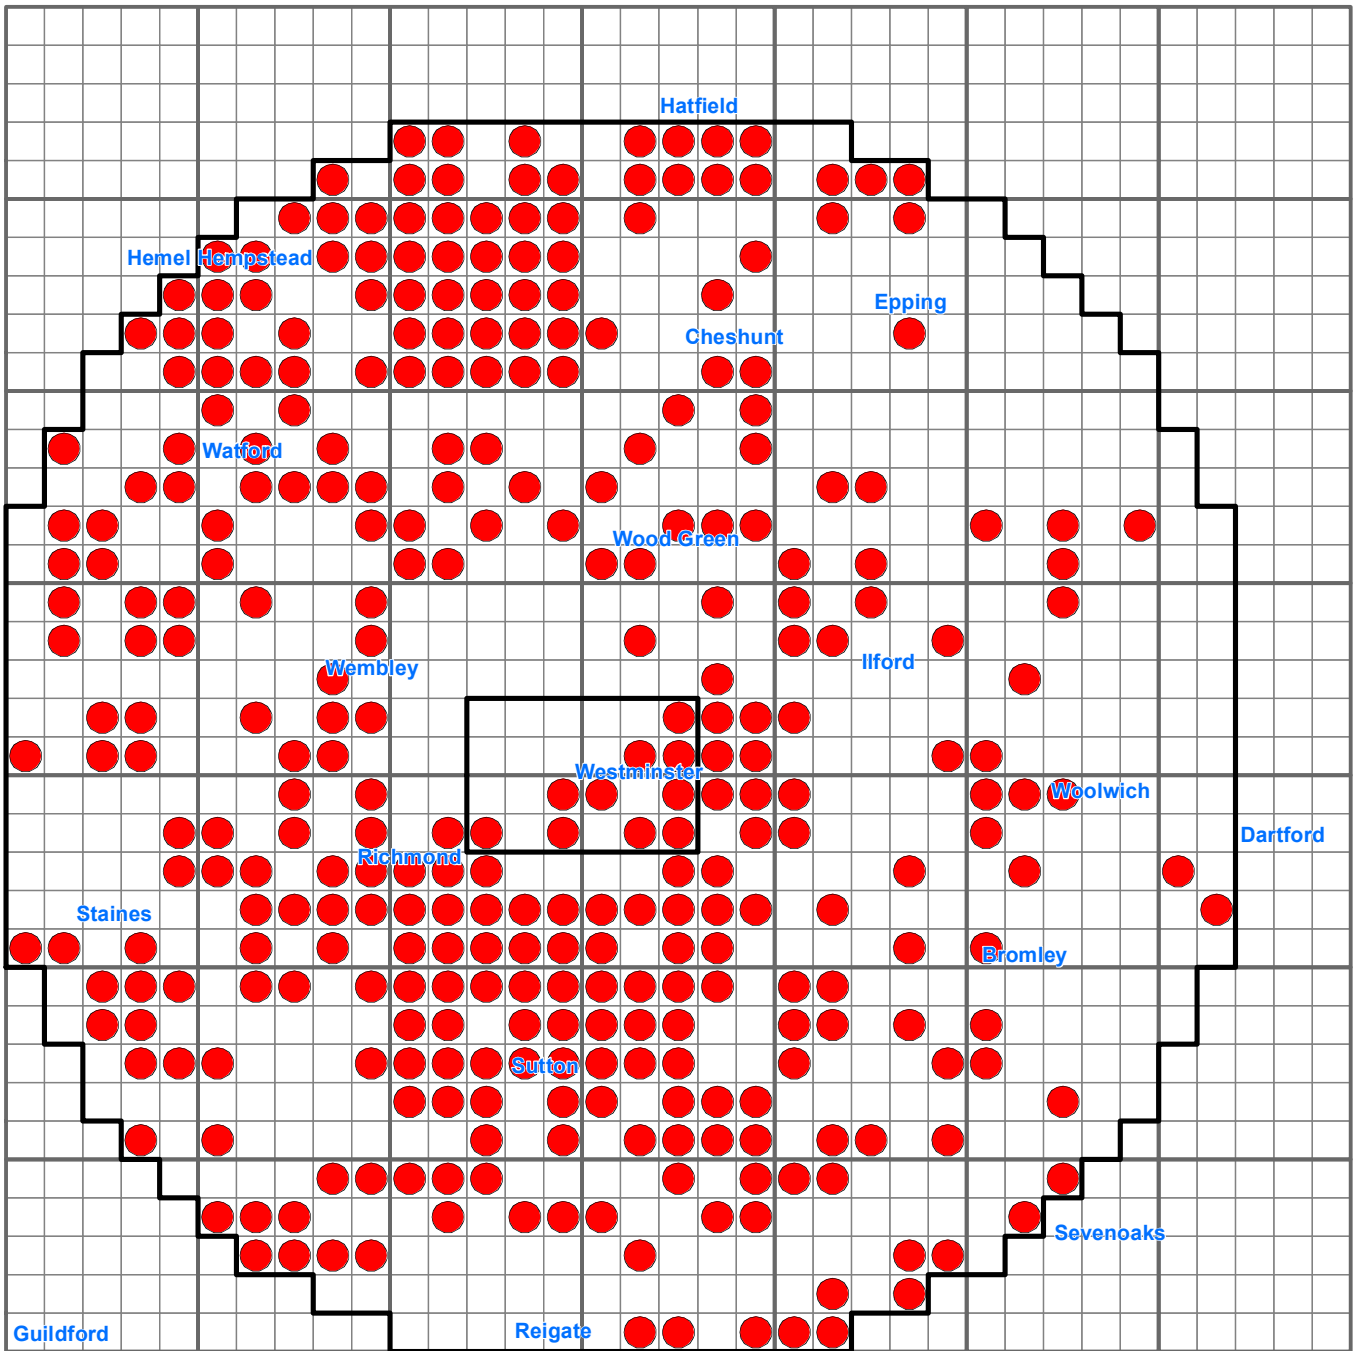 Hatfield
Hemel Hempstead
Epping
Cheshunt
Watford
Wood Green
Ilford
Wembley
Westminster
Woolwich
Dartford
Richmond
Staines
Bromley
Sutton
Sevenoaks
Reigate
Guildford